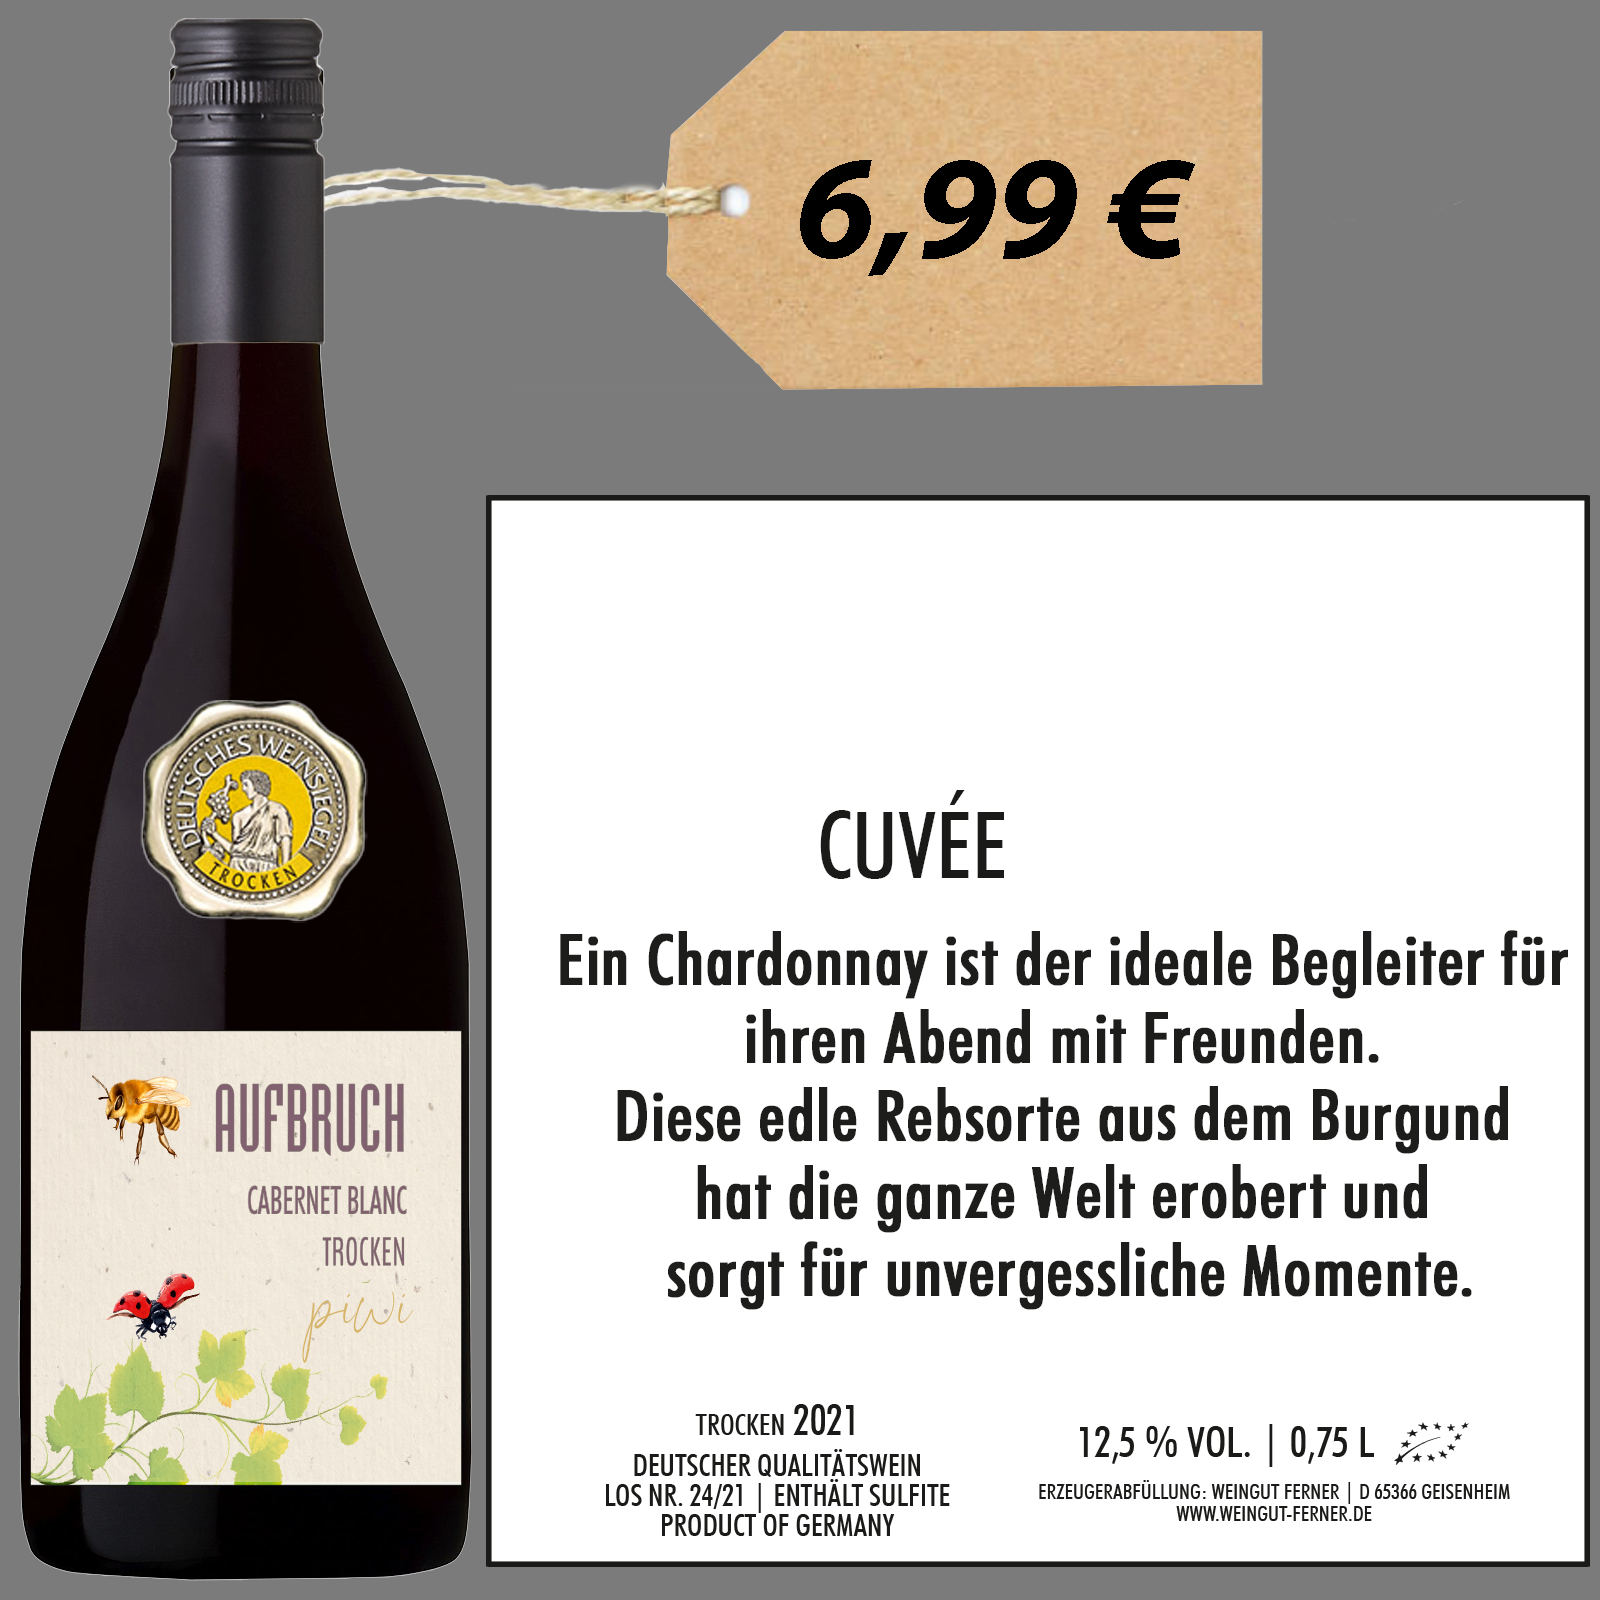 6,99 €
DEUTSCHES WEINSIEGEL
TROCKEN
AUFBRUCH
CABERNET BLANC
TROCKEN
piwi
CUVÉE
Ein Chardonnay ist der ideale Begleiter für
ihren Abend mit Freunden.
Diese edle Rebsorte aus dem Burgund
hat die ganze Welt erobert und
sorgt für unvergessliche Momente.
TROCKEN 2021
DEUTSCHER QUALITÄTSWEIN
LOS NR. 24/21 | ENTHÄLT SULFITE
PRODUCT OF GERMANY
12,5 % VOL. | 0,75 L
ERZEUGERABFÜLLUNG: WEINGUT FERNER | D 65366 GEISENHEIM
WWW.WEINGUT-FERNER.DE